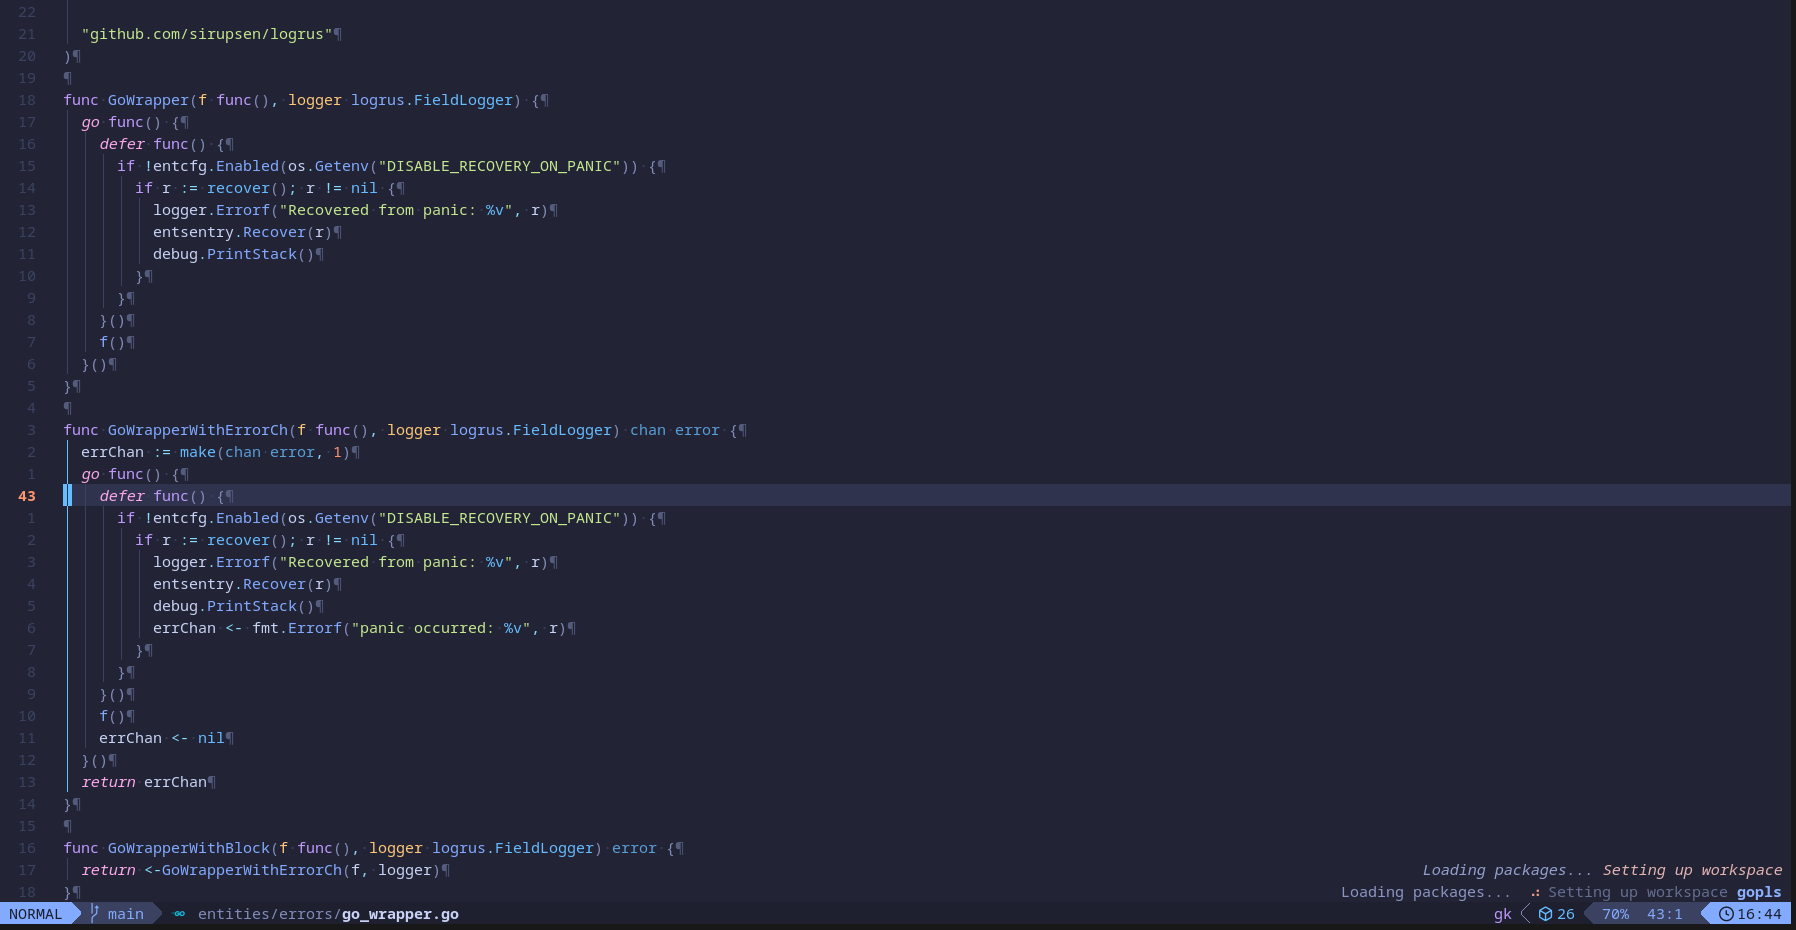 22
21 "github.com/sirupsen/logrus"¶
20 )¶
19 ¶
18 func·GoWrapper(f·func(),·logger·logrus.FieldLogger)·{¶
17 go·func()·{¶
16 defer·func()·{¶
15 if·!entcfg.Enabled(os.Getenv("DISABLE_RECOVERY_ON_PANIC"))·{¶
14 if·r·:=·recover();·r·!=·nil·{¶
13 logger.Errorf("Recovered·from·panic:·%v",·r)¶
12 entsentry.Recover(r)¶
11 debug.PrintStack()¶
10 }¶
9 }¶
8 }()¶
7 f()¶
6 }()¶
5 }¶
4 ¶
3 func·GoWrapperWithErrorCh(f·func(),·logger·logrus.FieldLogger)·chan·error·{¶
2 errChan·:=·make(chan·error,·1)¶
1 go·func()·{¶
43 defer·func()·{¶
1 if·!entcfg.Enabled(os.Getenv("DISABLE_RECOVERY_ON_PANIC"))·{¶
2 if·r·:=·recover();·r·!=·nil·{¶
3 logger.Errorf("Recovered·from·panic:·%v",·r)¶
4 entsentry.Recover(r)¶
5 debug.PrintStack()¶
6 errChan·<-·fmt.Errorf("panic·occurred:·%v",·r)¶
7 }¶
8 }¶
9 }()¶
10 f()¶
11 errChan·<-·nil¶
12 }()¶
13 return·errChan¶
14 }¶
15 ¶
16 func·GoWrapperWithBlock(f·func(),·logger·logrus.FieldLogger)·error·{¶
17 return·<-GoWrapperWithErrorCh(f,·logger)¶ Loading packages... Setting up workspace
18 }¶ Loading packages... Setting up workspace gopls
NORMAL main entities/errors/go_wrapper.go gk 26 70% 43:1 16:44